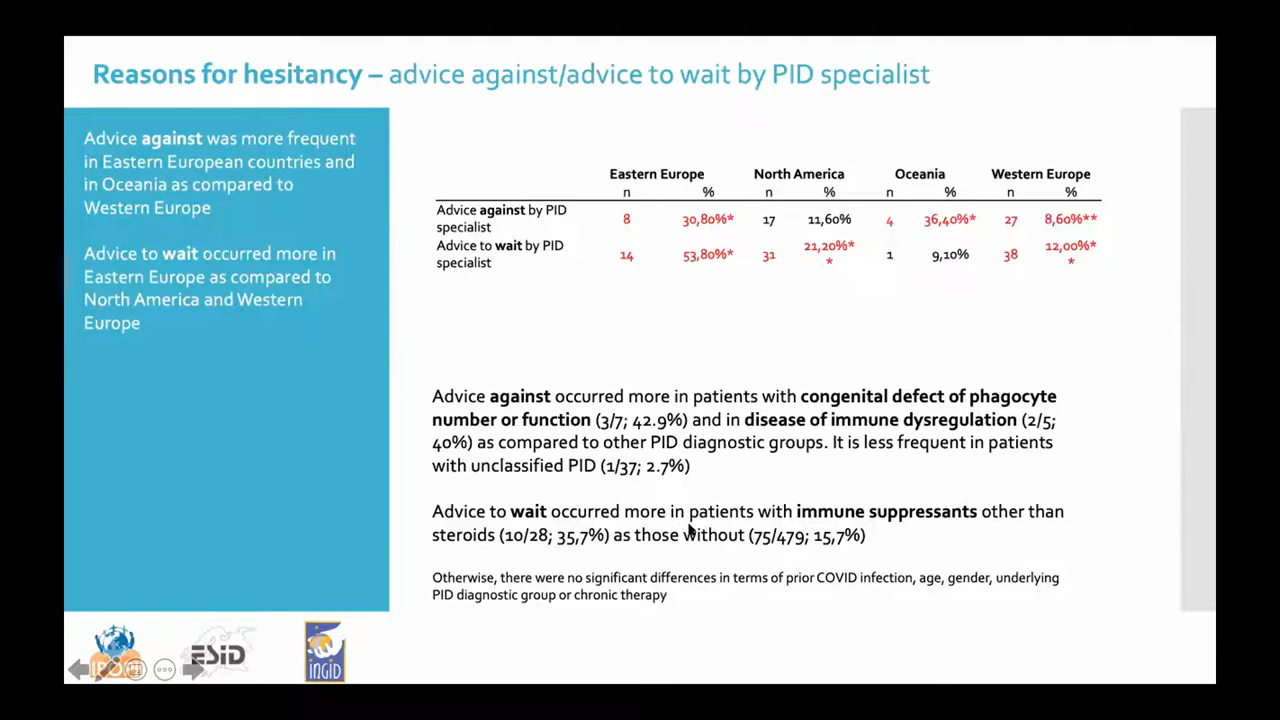 Reasons for hesitancy – advice against/advice to wait by PID specialist
Advice against was more frequent
in Eastern European countries and
in Oceania as compared to
Western Europe
Advice to wait occurred more in
Eastern Europe as compared to
North America and Western
Europe
Eastern Europe North America Oceania Western Europe
n % n % n % n %
Advice against by PID
specialist 8 30,80%* 17 11,60% 4 36,40%* 27 8,60%**
Advice to wait by PID
specialist 14 53,80%* 31 21,20%* 1 9,10% 38 12,00%*
* *
Advice against occurred more in patients with congenital defect of phagocyte
number or function (3/7; 42.9%) and in disease of immune dysregulation (2/5;
40%) as compared to other PID diagnostic groups. It is less frequent in patients
with unclassified PID (1/37; 2.7%)
Advice to wait occurred more in patients with immune suppressants other than
steroids (10/28; 35,7%) as those without (75/479; 15,7%)
Otherwise, there were no significant differences in terms of prior COVID infection, age, gender, underlying
PID diagnostic group or chronic therapy
ESID
INGID